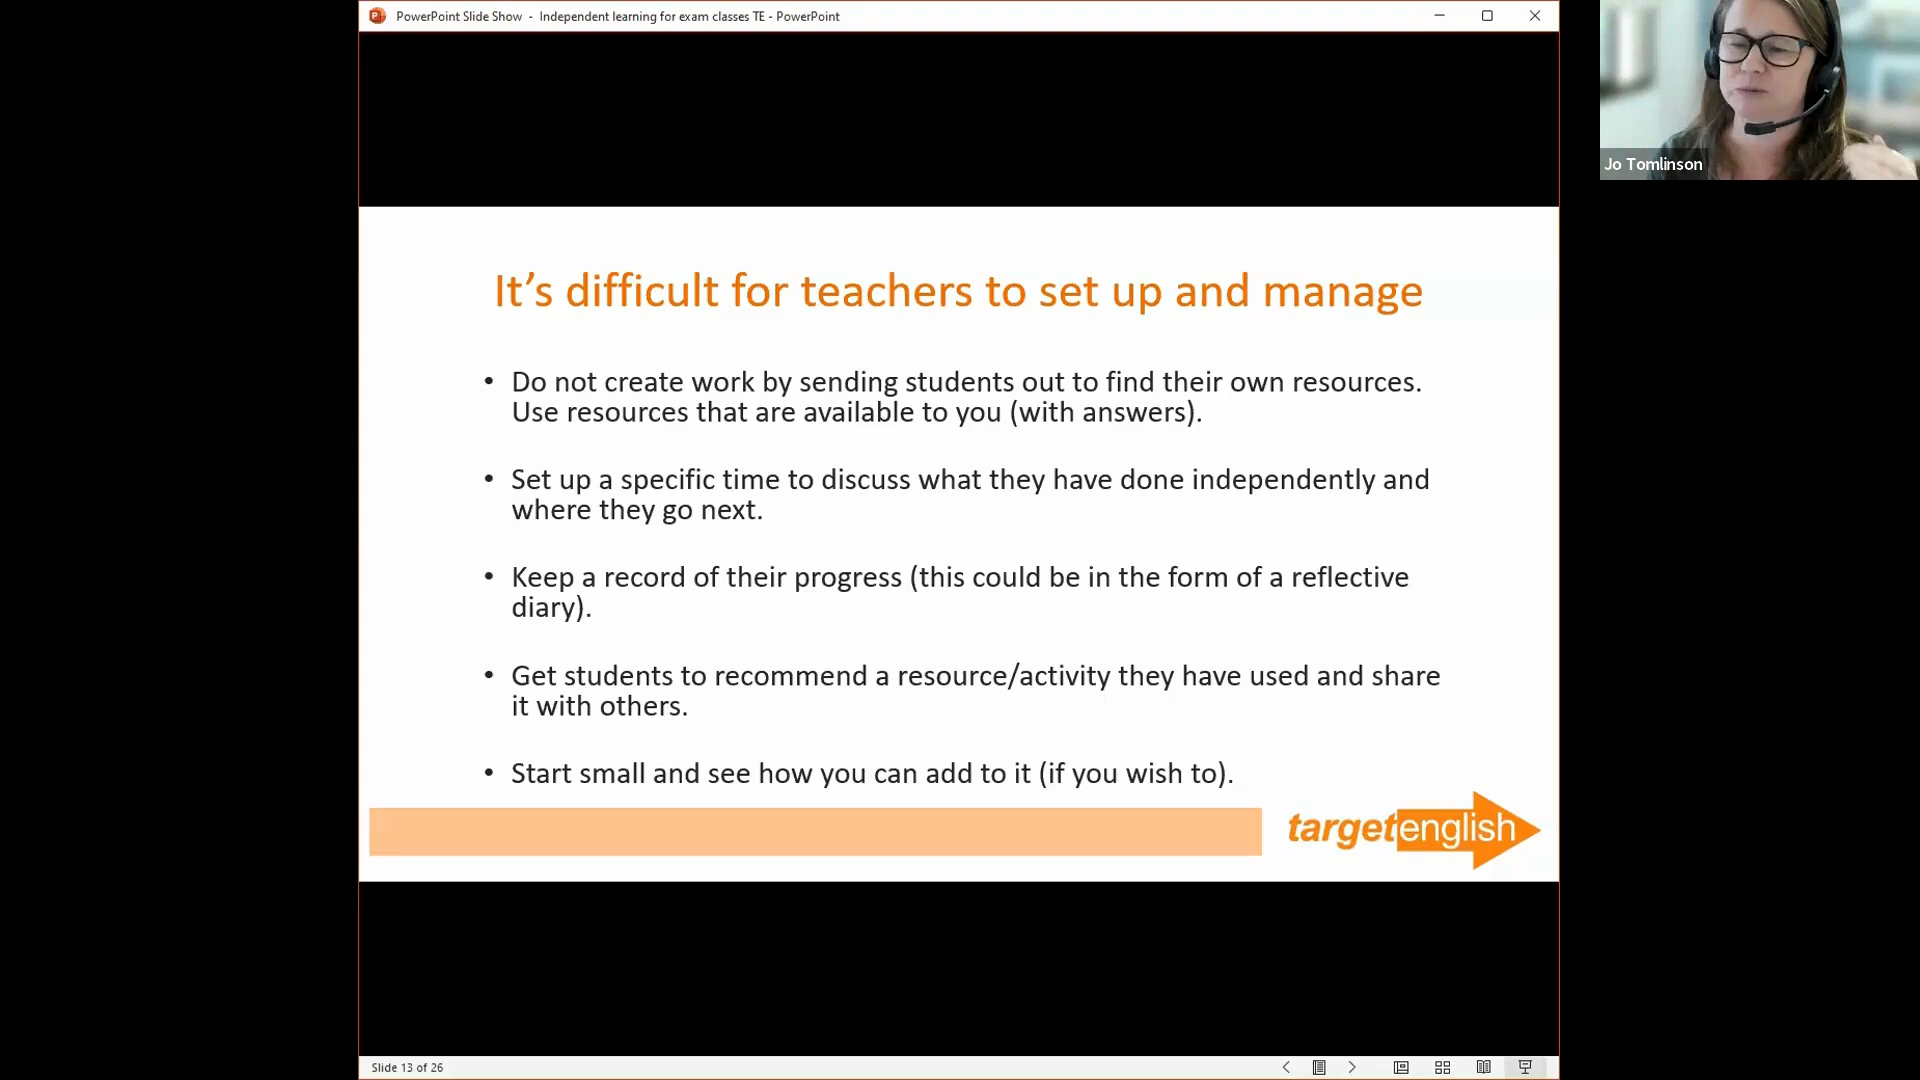 PowerPoint Slide Show - Independent learning for exam classes TE - PowerPoint
Jo Tomlinson
It's difficult for teachers to set up and manage
• Do not create work by sending students out to find their own resources.
Use resources that are available to you (with answers).
• Set up a specific time to discuss what they have done independently and
where they go next.
• Keep a record of their progress (this could be in the form of a reflective
diary).
• Get students to recommend a resource/activity they have used and share
it with others.
• Start small and see how you can add to it (if you wish to).
targetenglish
Slide 13 of 26